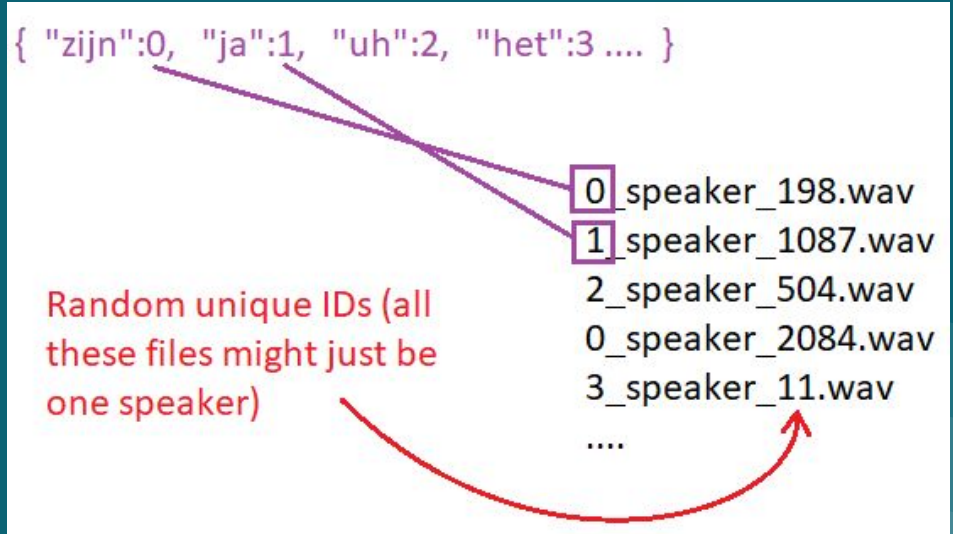 { "zijn":0, "ja":1, "uh":2, "het":3 .... }
0_speaker_198.wav
1_speaker_1087.wav
2_speaker_504.wav
0_speaker_2084.wav
3_speaker_11.wav
....
Random unique IDs (all
these files might just be
one speaker)